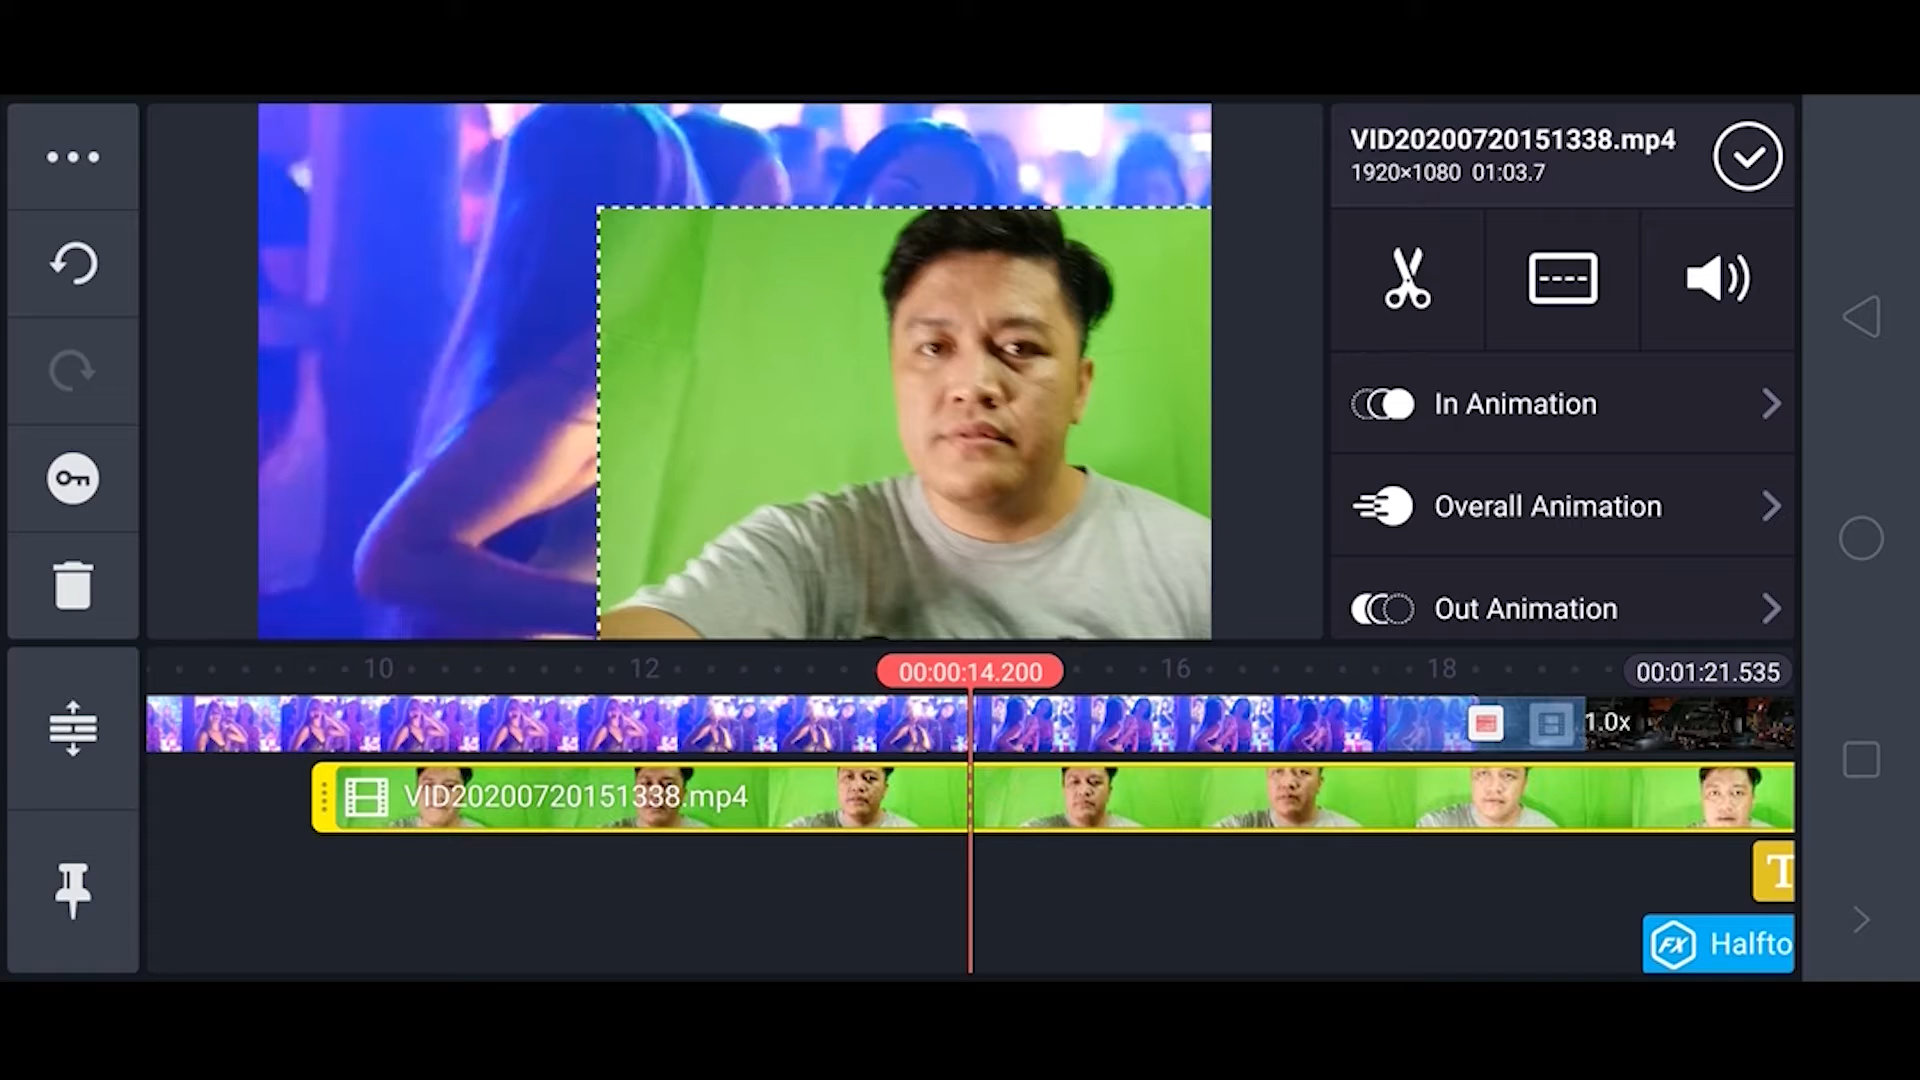 VID20200720151338.mp4
1920×1080 01:03.7
In Animation
Overall Animation
Out Animation
10
12
00:00:14.200
16
18
00:01:21.535
1.0x
VID20200720151338.mp4
T
FX Halfto